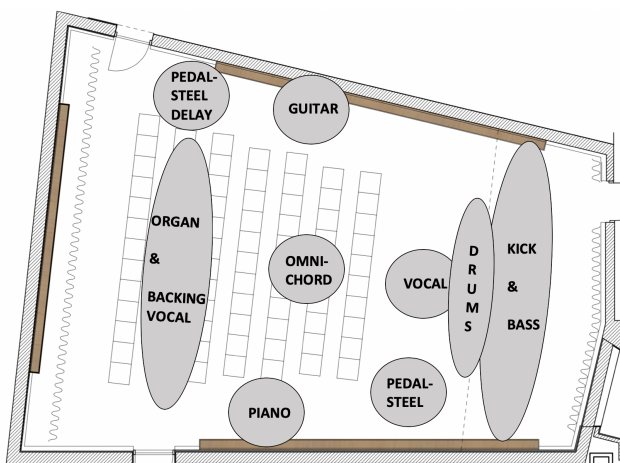 PEDAL-
STEEL
DELAY
GUITAR
ORGAN
&
BACKING
VOCAL
OMNI-
CHORD
VOCAL
D
R
U
M
S
KICK
&
BASS
PEDAL-
STEEL
PIANO